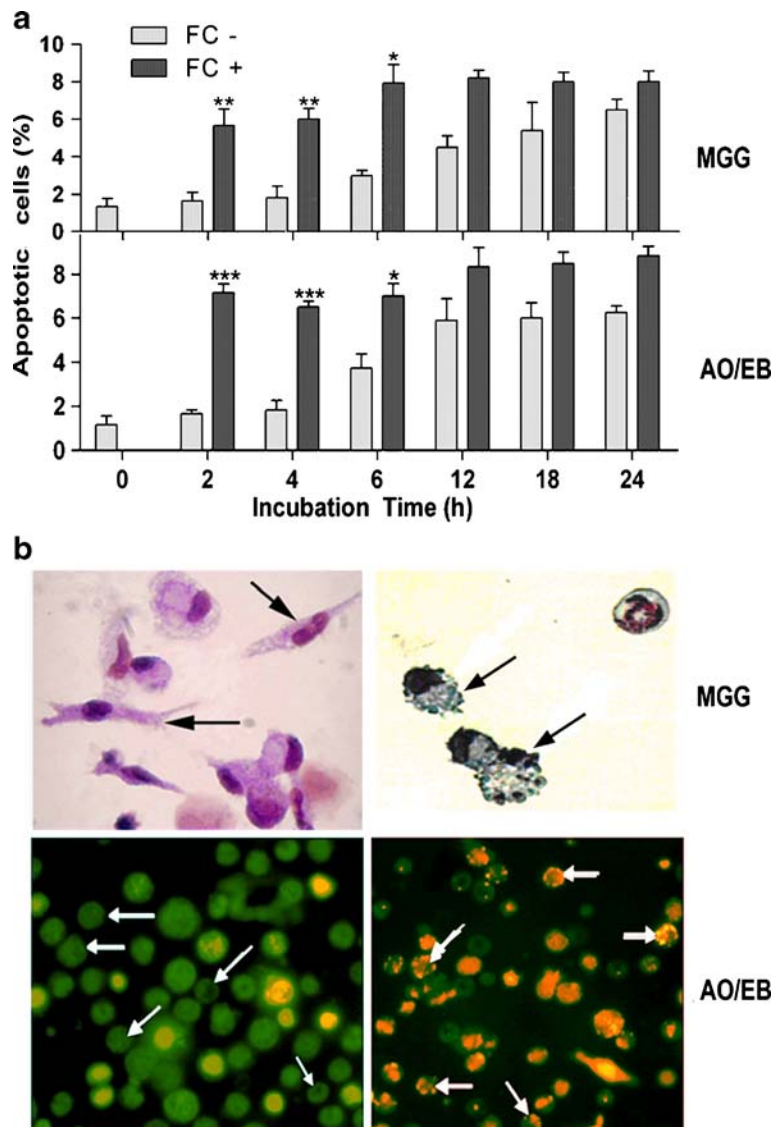 a
FC -
FC +
10
8
6
4
2
0
** ** *
MGG
Apoptotic cells (%)
8
6
4
2
0
*** *** *
AO/EB
0 2 4 6 12 18 24
Incubation Time (h)
b
MGG
AO/EB